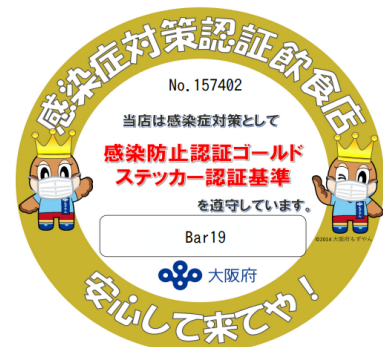 感染症対策認証飲食店
No.157402
当店は感染症対策として
感染防止認証ゴールド
ステッカー認証基準
を遵守しています。
Bar19
©2014 大阪府もずやん
大阪府
安心して来てや！